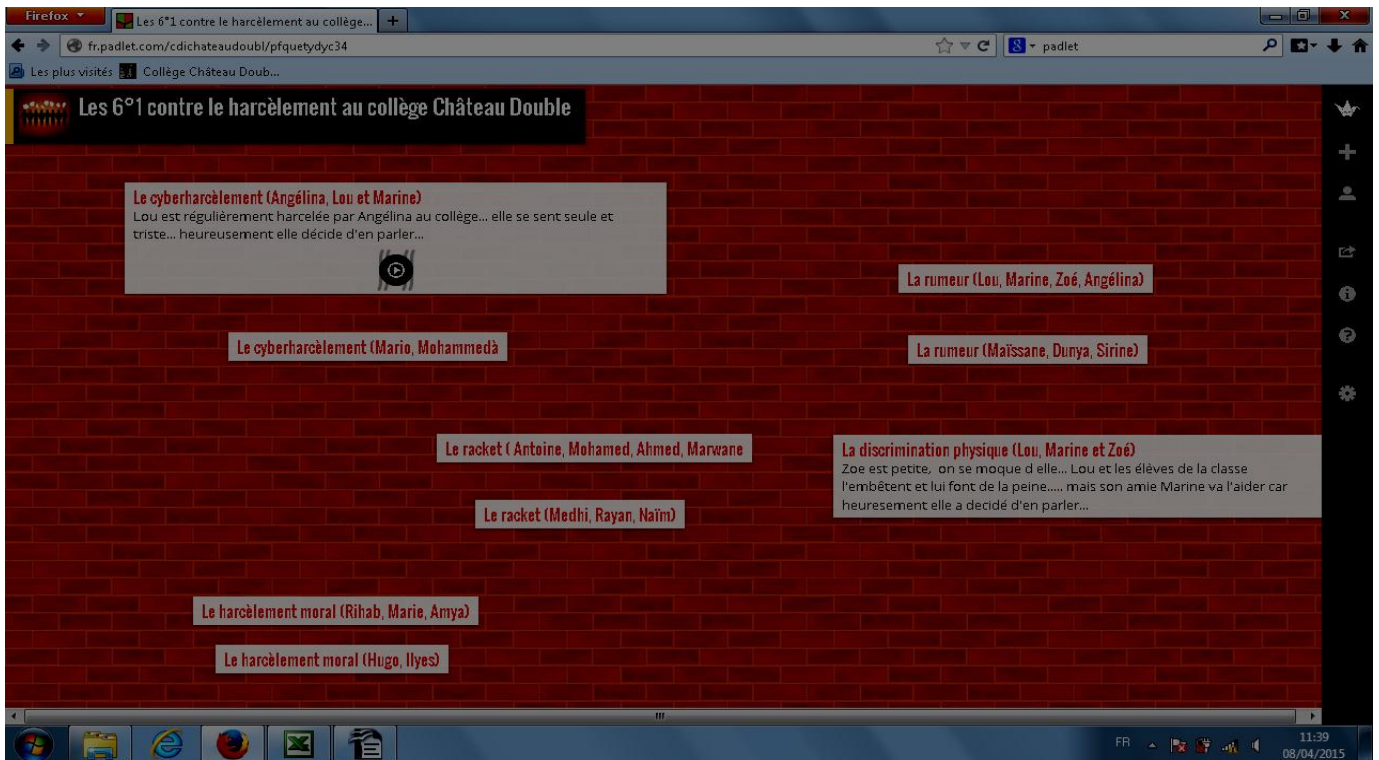 Firefox
Les 6°1 contre le harcèlement au collège...
fr.padlet.com/cdichateaudoubl/pfquetydyc34
padlet
Les plus visités Collège Château Doub...
Les 6°1 contre le harcèlement au collège Château Double
Le cyberharcèlement (Angélina, Lou et Marine)
Lou est régulièrement harcelée par Angélina au collège... elle se sent seule et
triste... heureusement elle décide d'en parler...
La rumeur (Lou, Marine, Zoé, Angélina)
Le cyberharcèlement (Mario, Mohammedà
La rumeur (Maïssane, Dunya, Sirine)
Le racket ( Antoine, Mohamed, Ahmed, Marwane
La discrimination physique (Lou, Marine et Zoé)
Zoe est petite, on se moque d elle... Lou et les élèves de la classe
l'embêtent et lui font de la peine..... mais son amie Marine va l'aider car
heuresement elle a decidé d'en parler...
Le racket (Medhi, Rayan, Naïm)
Le harcèlement moral (Rihab, Marie, Amya)
Le harcèlement moral (Hugo, Ilyes)
FR
11:39
08/04/2015